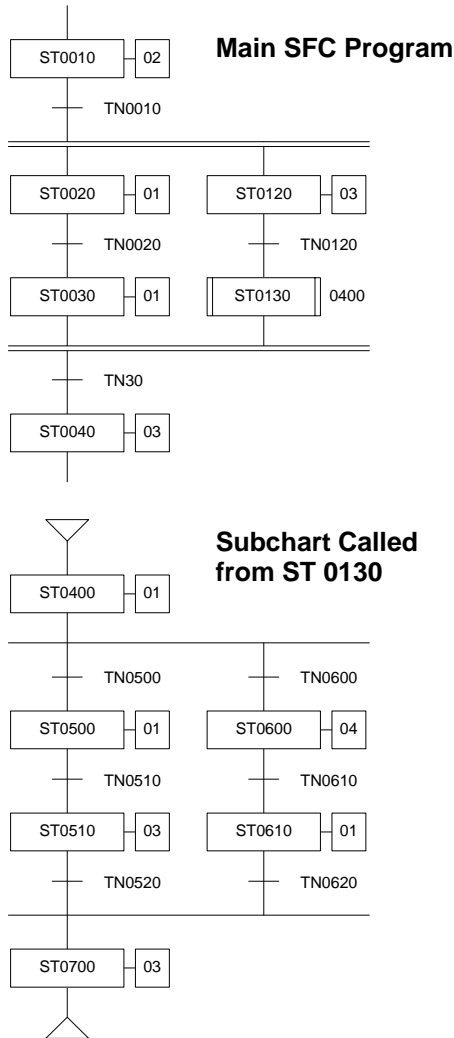 Main SFC Program
ST0010 02
TN0010
ST0020 01 ST0120 03
TN0020 TN0120
ST0030 01 ST0130 0400
TN30
ST0040 03
Subchart Called
from ST 0130
ST0400 01
TN0500 TN0600
ST0500 01 ST0600 04
TN0510 TN0610
ST0510 03 ST0610 01
TN0520 TN0620
ST0700 03